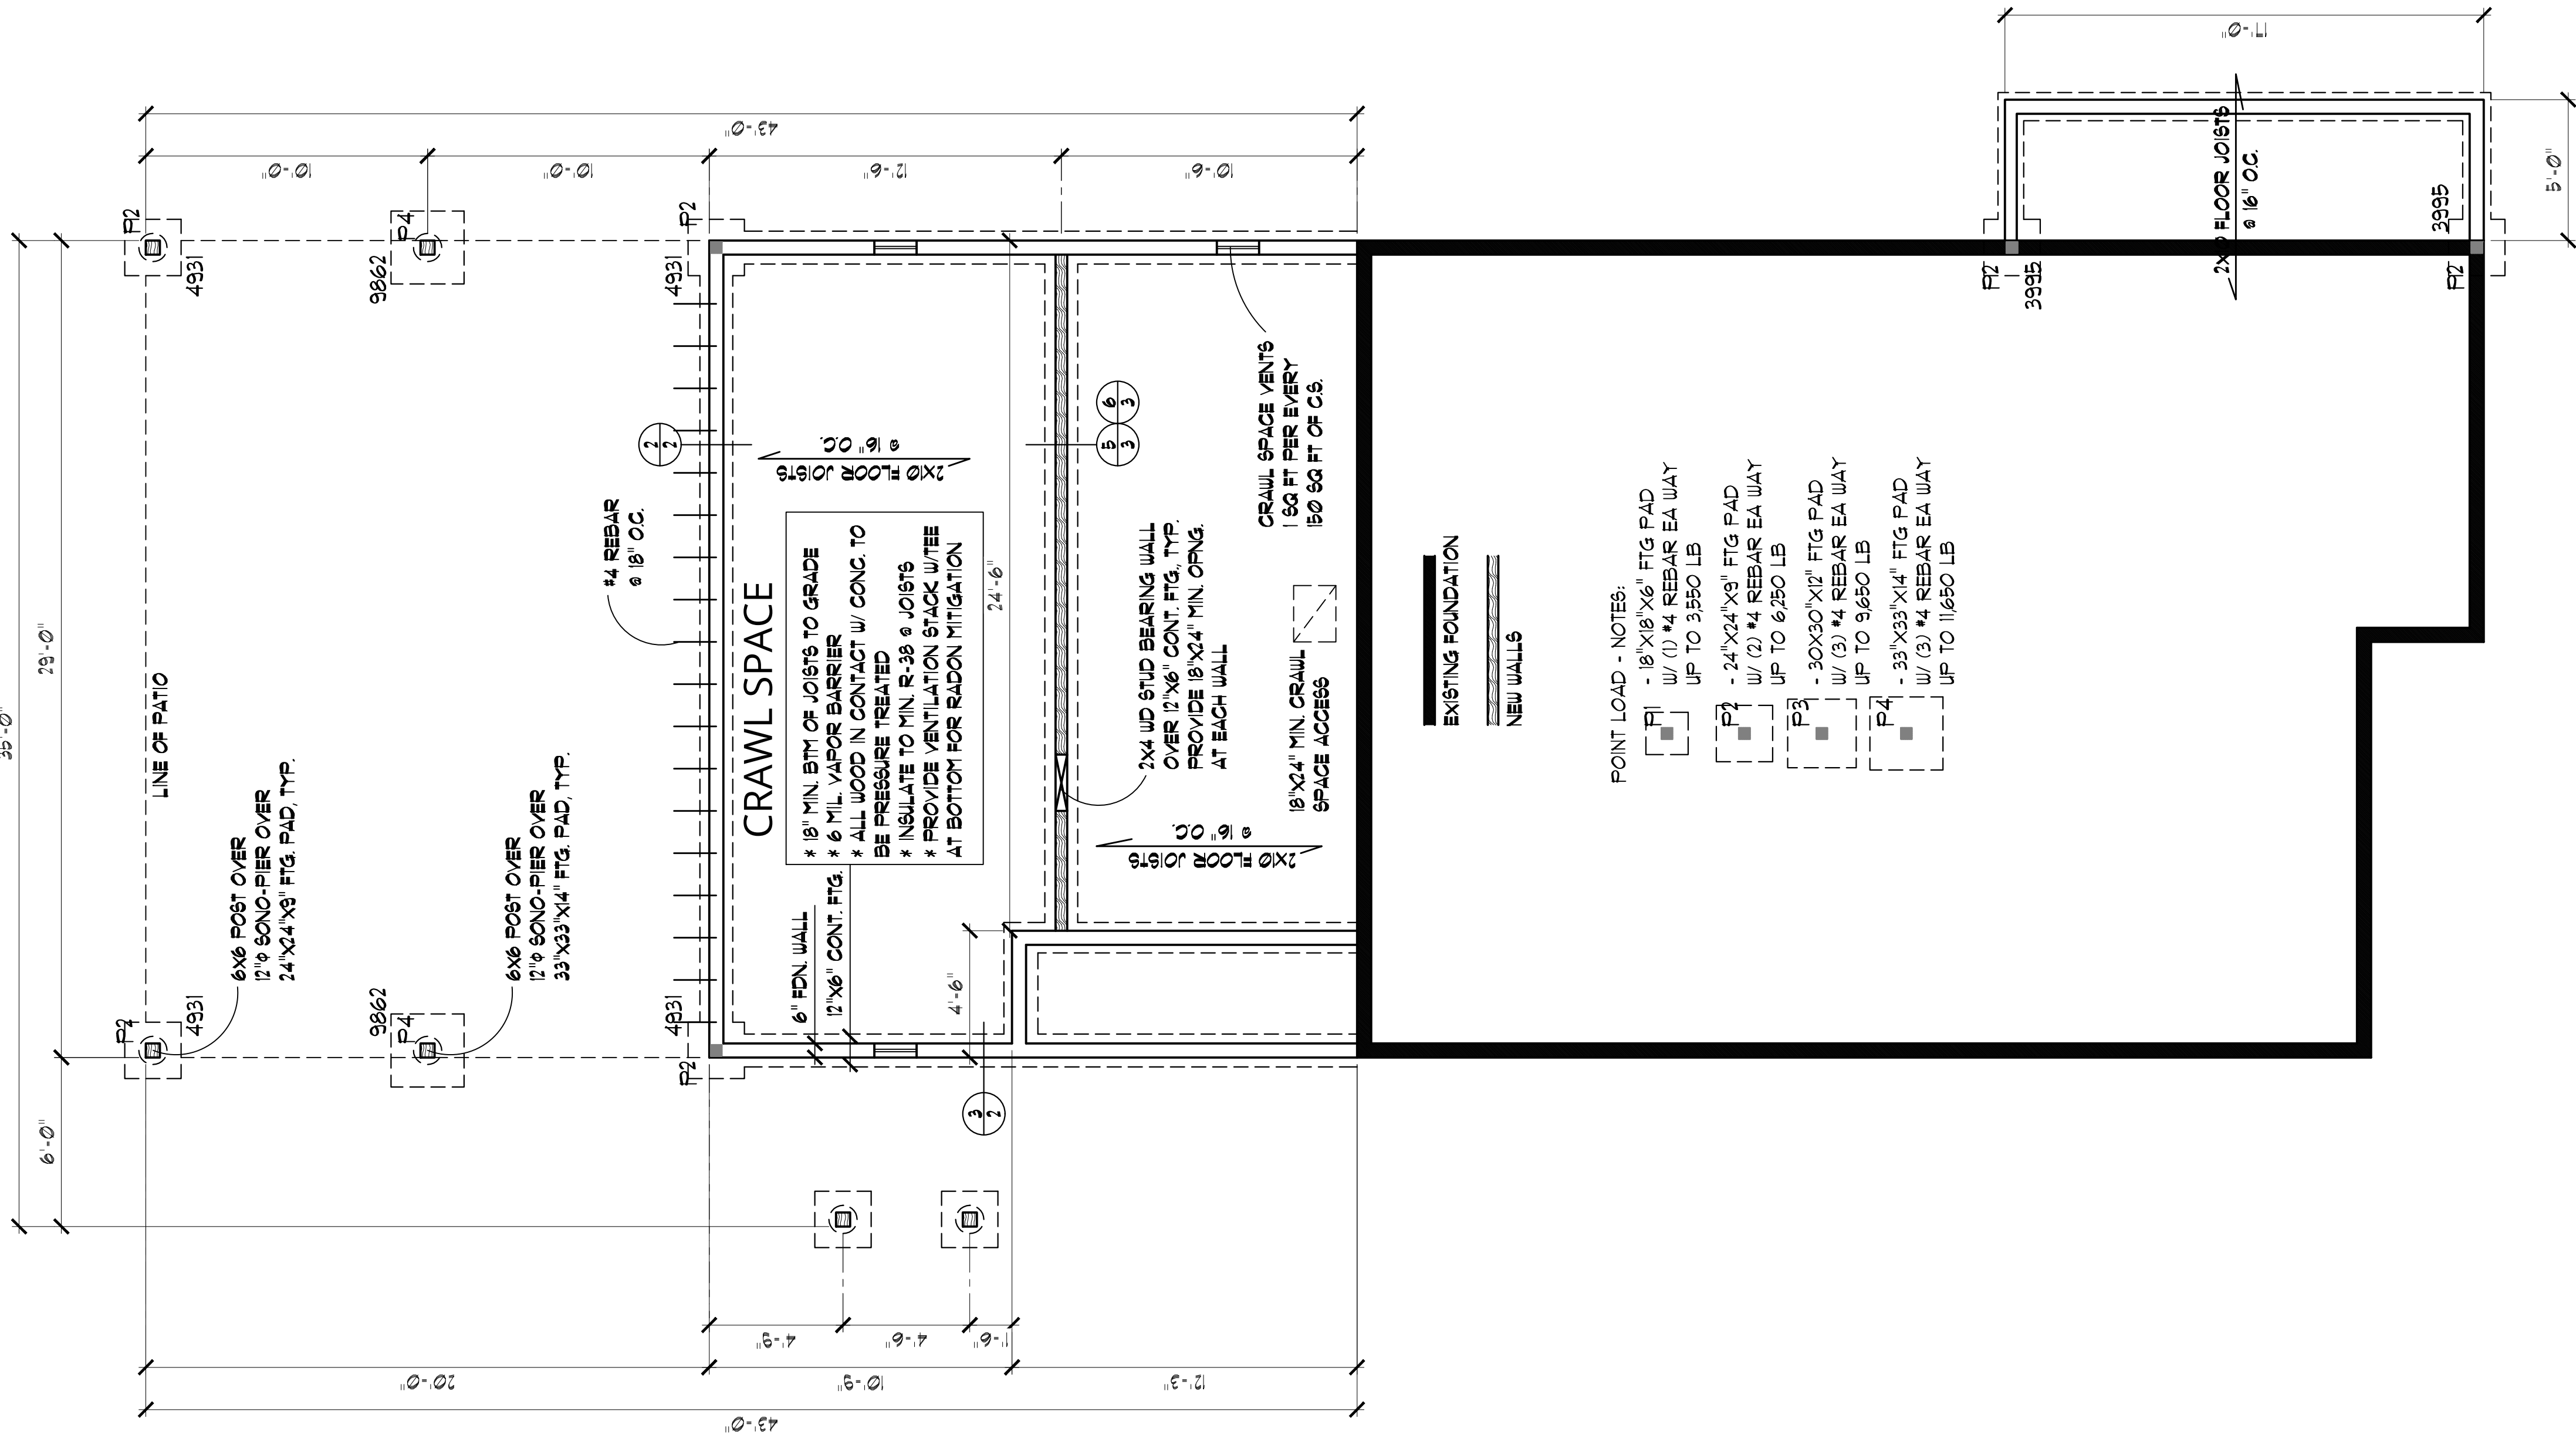 17'-0"
5'-0"
43'-0"
10'-0"
10'-0"
12'-6"
10'-6"
35'-0"
29'-0"
6'-0"
P2
4931
P4
9862
P2
4931
P2
3995
P2
3995
2X10 FLOOR JOISTS
@ 16" O.C.
LINE OF PATIO
6X6 POST OVER
12"ϕ SONO-PIER OVER
24"X24"X9" FTG. PAD, TYP.
6X6 POST OVER
12"ϕ SONO-PIER OVER
33"X33"X14" FTG. PAD, TYP.
P2
4931
P4
9862
P2
4931
#4 REBAR
@ 18" O.C.
2
2
2X10 FLOOR JOISTS
@ 16" O.C.
CRAWL SPACE
* 18" MIN. BTM OF JOISTS TO GRADE
* 6 MIL. VAPOR BARRIER
* ALL WOOD IN CONTACT W/ CONC. TO
BE PRESSURE TREATED
* INSULATE TO MIN. R-38 @ JOISTS
* PROVIDE VENTILATION STACK W/TEE
AT BOTTOM FOR RADON MITIGATION
24'-6"
6" FDN. WALL
12"X6" CONT. FTG.
4'-6"
6
3
5
3
2X4 WD STUD BEARING WALL
OVER 12"X6" CONT. FTG., TYP.
PROVIDE 18"X24" MIN. OPNG.
AT EACH WALL
CRAWL SPACE VENTS
1 SQ FT PER EVERY
150 SQ FT OF C.S.
18"X24" MIN. CRAWL
SPACE ACCESS
2X10 FLOOR JOISTS
@ 16" O.C.
3
2
EXISTING FOUNDATION
NEW WALLS
POINT LOAD - NOTES:
P1
- 18"X18"X6" FTG PAD
W/ (1) #4 REBAR EA WAY
UP TO 3,550 LB
P2
- 24"X24"X9" FTG PAD
W/ (2) #4 REBAR EA WAY
UP TO 6,250 LB
P3
- 30X30"X12" FTG PAD
W/ (3) #4 REBAR EA WAY
UP TO 9,650 LB
P4
- 33"X33"X14" FTG PAD
W/ (3) #4 REBAR EA WAY
UP TO 11,650 LB
4'-9"
4'-6"
1'-6"
20'-0"
10'-9"
12'-3"
43'-0"